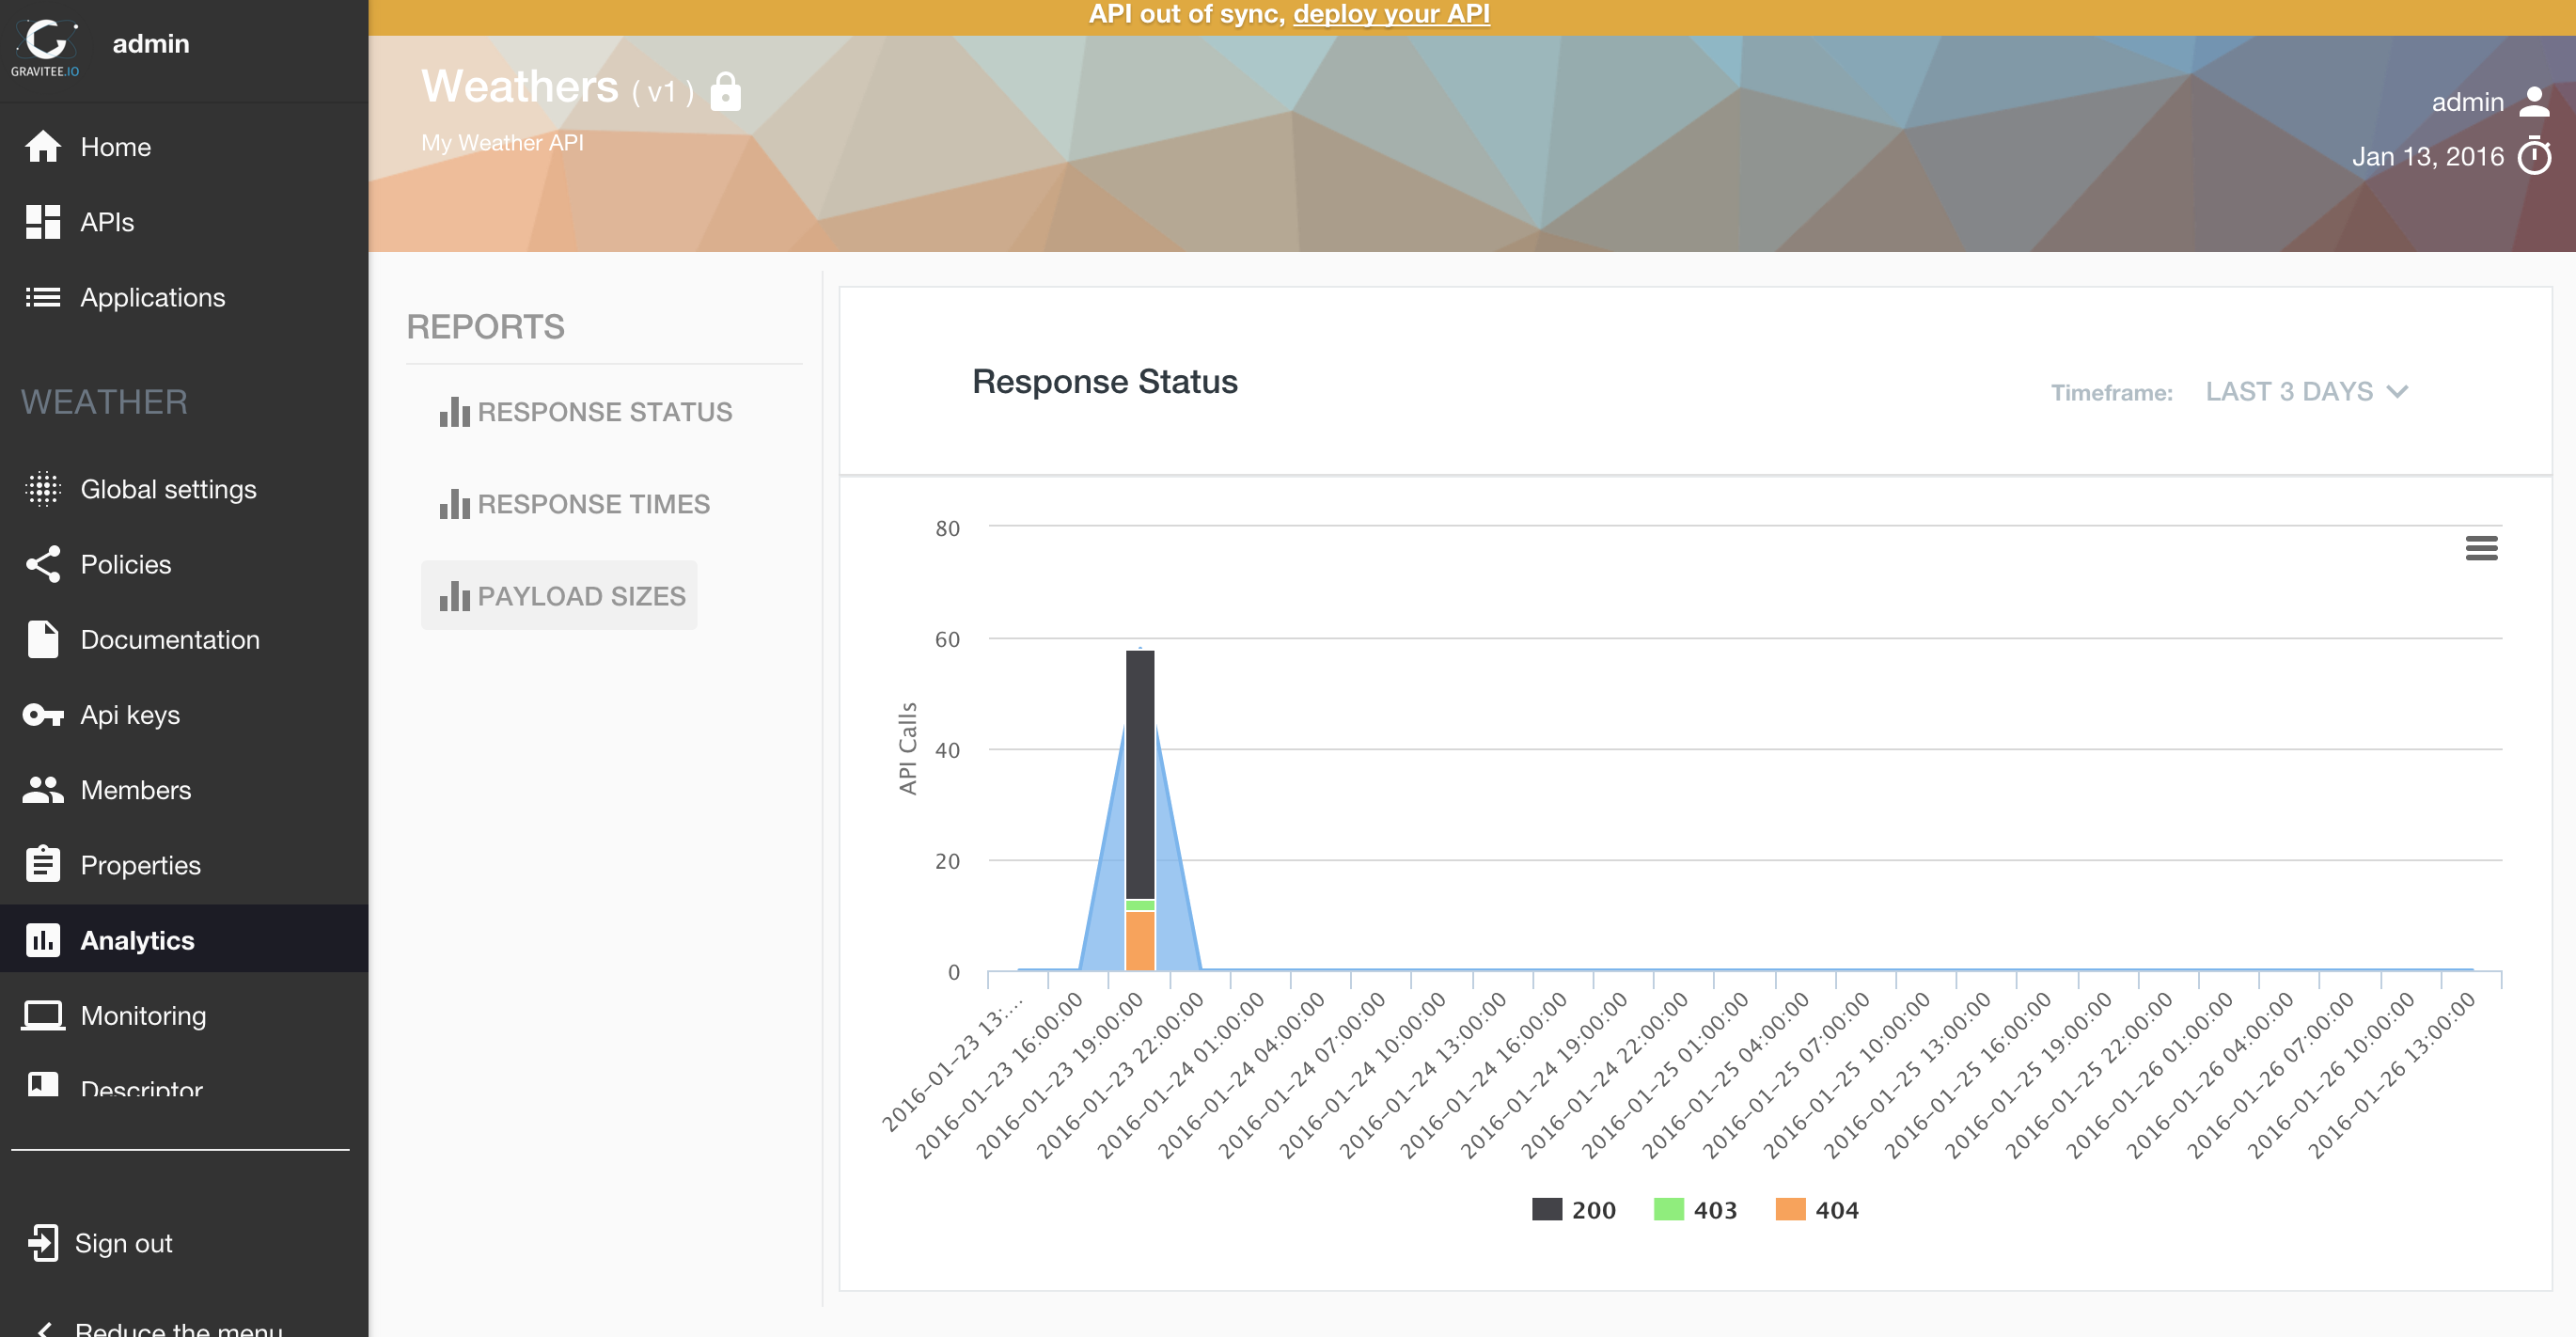 API out of sync, deploy your API
GRAVITEE.IO
admin
Home
APIs
Applications
WEATHER
Global settings
Policies
Documentation
Api keys
Members
Properties
Analytics
Monitoring
Descriptor
Sign out
Reduce the menu
Weathers ( v1 )
My Weather API
admin
Jan 13, 2016
REPORTS
RESPONSE STATUS
RESPONSE TIMES
PAYLOAD SIZES
Response Status
Timeframe: LAST 3 DAYS
API Calls
80
60
40
20
0
2016-01-23 13:...
2016-01-23 16:00:00
2016-01-23 19:00:00
2016-01-23 22:00:00
2016-01-24 01:00:00
2016-01-24 04:00:00
2016-01-24 07:00:00
2016-01-24 10:00:00
2016-01-24 13:00:00
2016-01-24 16:00:00
2016-01-24 19:00:00
2016-01-24 22:00:00
2016-01-25 01:00:00
2016-01-25 04:00:00
2016-01-25 07:00:00
2016-01-25 10:00:00
2016-01-25 13:00:00
2016-01-25 16:00:00
2016-01-25 19:00:00
2016-01-25 22:00:00
2016-01-26 01:00:00
2016-01-26 04:00:00
2016-01-26 07:00:00
2016-01-26 10:00:00
2016-01-26 13:00:00
200 403 404